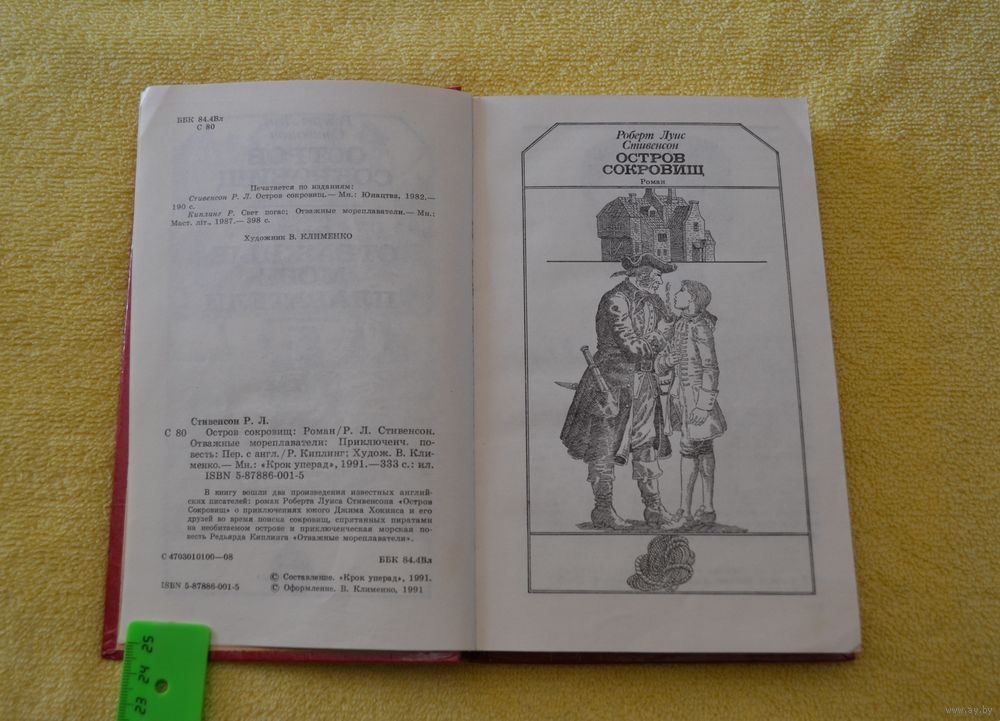 ББК 84.4Вл
С 80
Печатается по изданиям:
Стивенсон Р. Л. Остров сокровищ.— Мн.: Юнацтва, 1982.—
190 с.
Киплинг Р. Свет погас; Отважные мореплаватели.— Мн.:
Маст. літ., 1987.— 398 с.
Художник В. КЛИМЕНКО
Стивенсон Р. Л.
С 80 Остров сокровищ: Роман/Р. Л. Стивенсон.
Отважные мореплаватели: Приключенч. по-
весть: Пер. с англ./Р. Киплинг; Худож. В. Кли-
менко.— Мн.: «Крок уперад», 1991.—333 с.: ил.
ISBN 5-87886-001-5
В книгу вошли два произведения известных англий-
ских писателей: роман Роберта Луиса Стивенсона «Остров
Сокровищ» о приключениях юного Джима Хокинса и его
друзей во время поиска сокровищ, спрятанных пиратами
на необитаемом острове и приключенческая морская по-
весть Редьярда Киплинга «Отважные мореплаватели».
С 4703010100—08 ББК 84.4Вл
ISBN 5-87886-001-5
© Составление. «Крок уперад», 1991.
© Оформление. В. Клименко, 1991
Роберт Луис
Стивенсон
ОСТРОВ
СОКРОВИЩ
Роман
23 24 25
www.ay.by